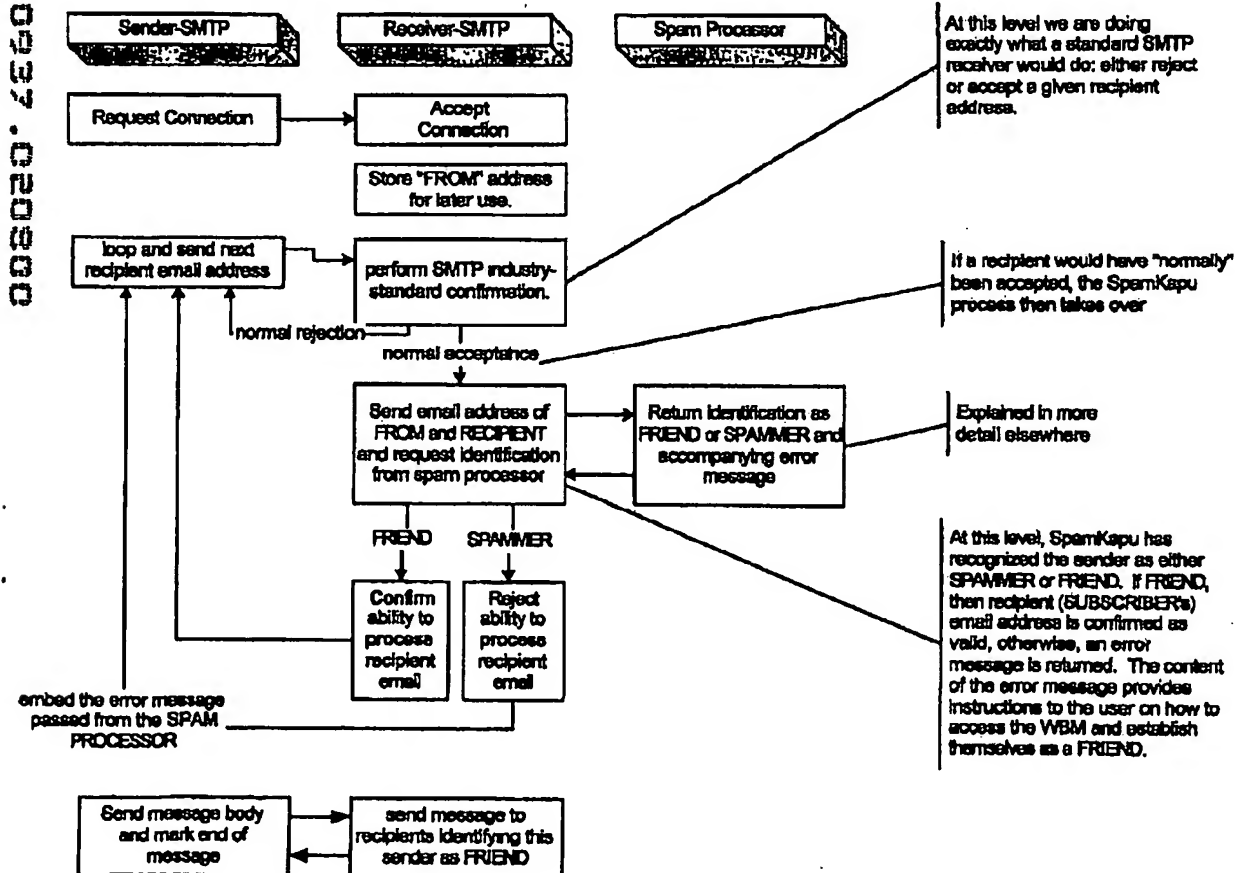 Sender-SMTP
Receiver-SMTP
Spam Processor
At this level we are doing
exactly what a standard SMTP
receiver would do: either reject
or accept a given recipient
address.
Request Connection
Accept
Connection
Store "FROM" address
for later use.
loop and send next
recipient email address
perform SMTP industry-
standard confirmation.
If a recipient would have "normally"
been accepted, the SpamKapu
process then takes over
normal rejection
normal acceptance
Send email address of
FROM and RECIPIENT
and request identification
from spam processor
Return identification as
FRIEND or SPAMMER and
accompanying error
message
Explained in more
detail elsewhere
FRIEND
SPAMMER
At this level, SpamKapu has
recognized the sender as either
SPAMMER or FRIEND. If FRIEND,
then recipient (SUBSCRIBER's)
email address is confirmed as
valid, otherwise, an error
message is returned. The content
of the error message provides
instructions to the user on how to
access the WBM and establish
themselves as a FRIEND.
Confirm
ability to
process
recipient
email
Reject
ability to
process
recipient
email
embed the error message
passed from the SPAM
PROCESSOR
Send message body
and mark end of
message
send message to
recipients identifying this
sender as FRIEND